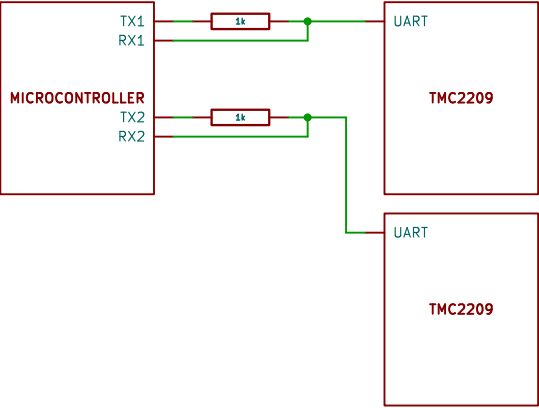 TX1
1k
UART
RX1
MICROCONTROLLER
TMC2209
TX2
1k
RX2
UART
TMC2209